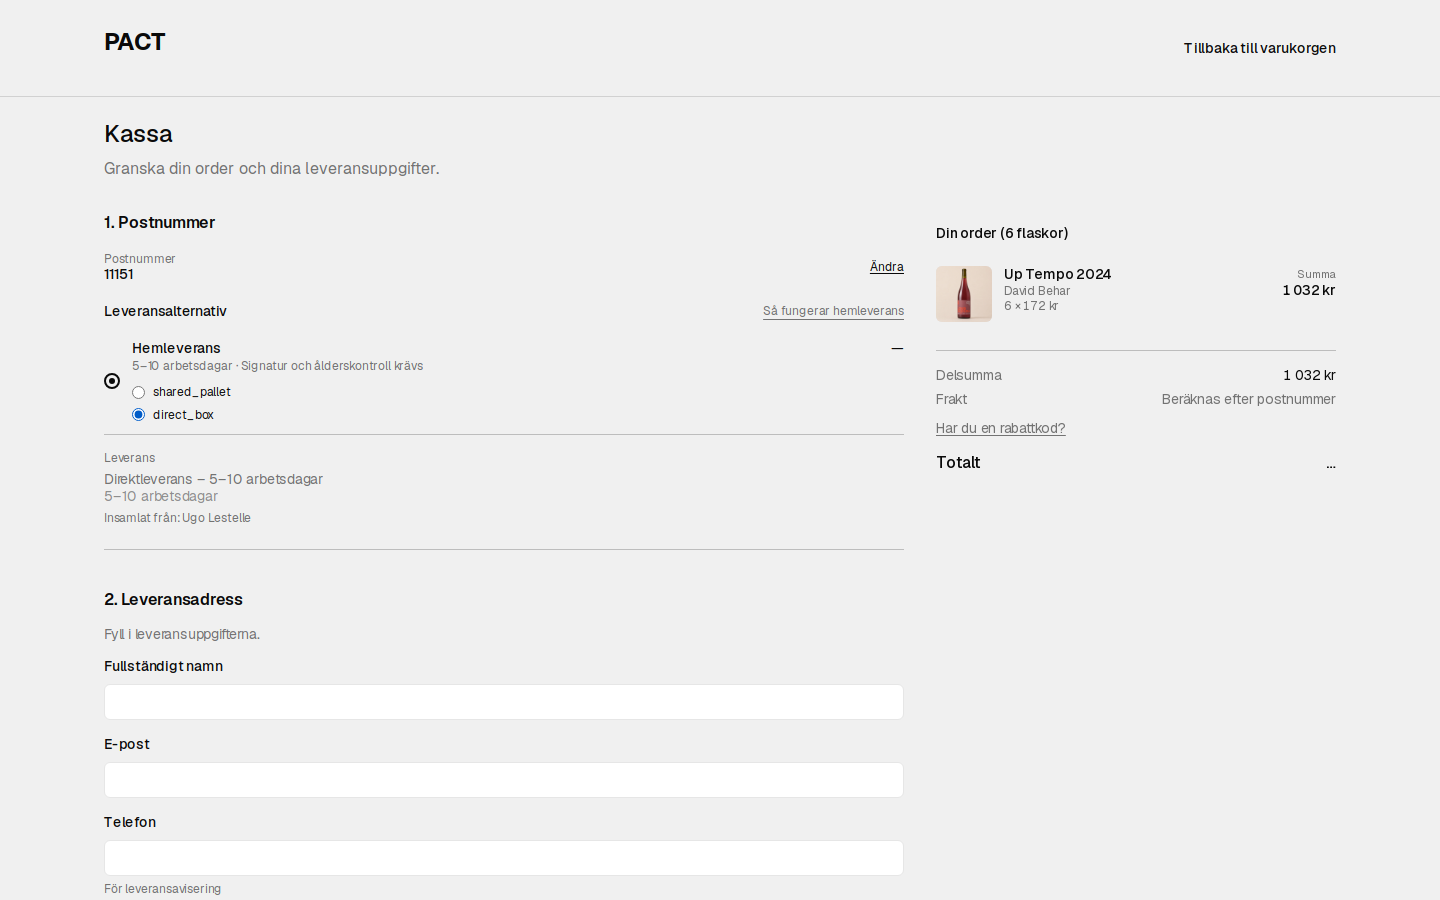 PACT
Tillbaka till varukorgen
Kassa
Granska din order och dina leveransuppgifter.
1. Postnummer
Postnummer
11151
Ändra
Leveransalternativ
Så fungerar hemleverans
Hemleverans
—
5–10 arbetsdagar · Signatur och ålderskontroll krävs
shared_pallet
direct_box
Leverans
Direktleverans – 5–10 arbetsdagar
5–10 arbetsdagar
Insamlat från: Ugo Lestelle
2. Leveransadress
Fyll i leveransuppgifterna.
Fullständigt namn
E-post
Telefon
För leveransavisering
Din order (6 flaskor)
Up Tempo 2024
David Behar
6 × 172 kr
Summa
1 032 kr
Delsumma
1 032 kr
Frakt
Beräknas efter postnummer
Har du en rabattkod?
Totalt
…